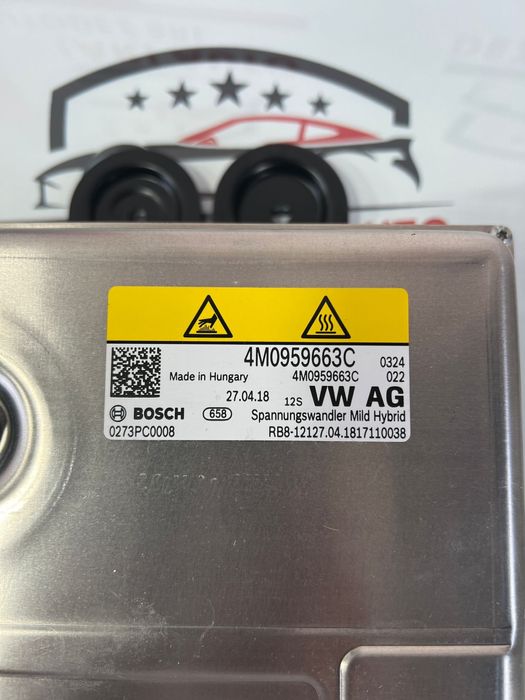 4M0959663C 0324
Made in Hungary 4M0959663C 022
27.04.18 12S VW AG
BOSCH 658 Spannungswandler Mild Hybrid
0273PC0008 RB8-12127.04.1817110038